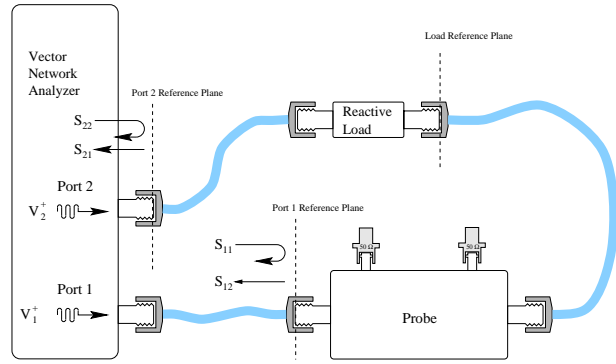 Vector
Network
Analyzer
Port 2 Reference Plane
Load Reference Plane
S22
S21
Reactive
Load
Port 2
V2+
Port 1 Reference Plane
S11
S12
50 Ω
50 Ω
Port 1
V1+
Probe